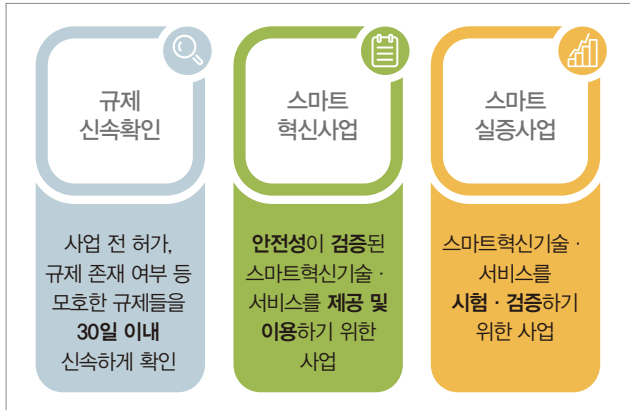 규제
신속확인
사업 전 허가,
규제 존재 여부 등
모호한 규제들을
30일 이내
신속하게 확인
스마트
혁신사업
안전성이 검증된
스마트혁신기술 ·
서비스를 제공 및
이용하기 위한
사업
스마트
실증사업
스마트혁신기술 ·
서비스를
시험 · 검증하기
위한 사업